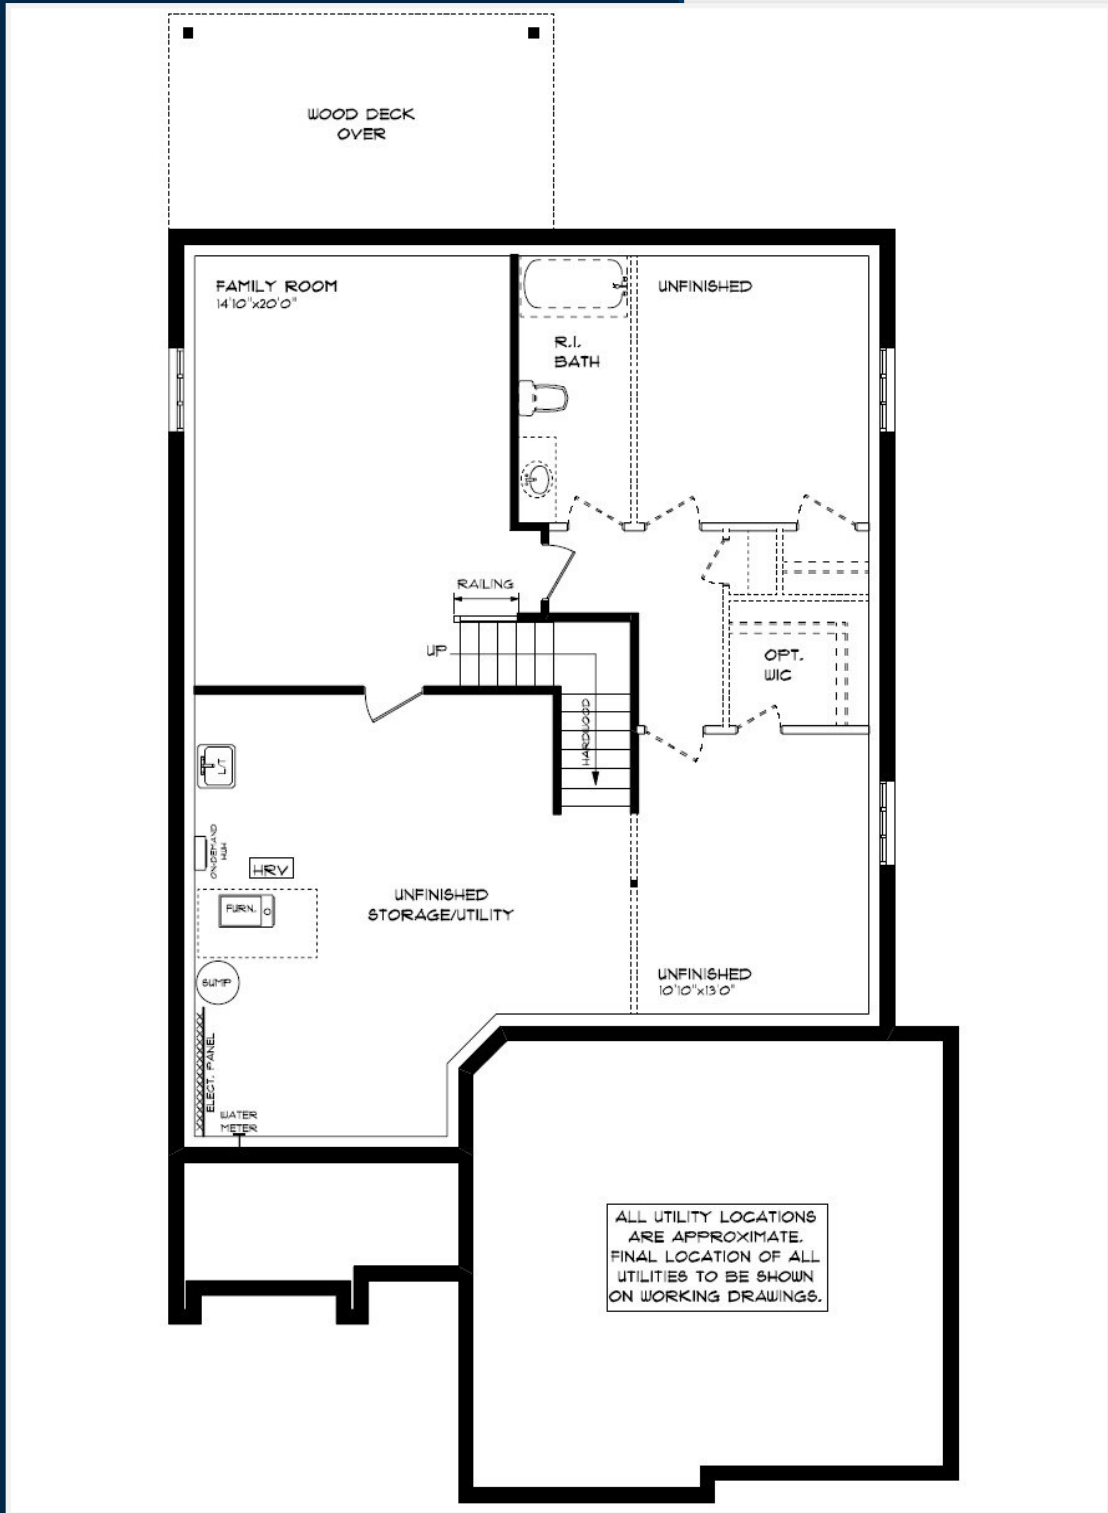 WOOD DECK
OVER
FAMILY ROOM
14'10"x20'0"
UNFINISHED
R.I.
BATH
RAILING
UP
OPT.
WIC
HARDWOOD
L/T
ON-DEMAND
HWH
HRV
FURN.
UNFINISHED
STORAGE/UTILITY
SUMP
UNFINISHED
10'10"x13'0"
ELECT. PANEL
WATER
METER
ALL UTILITY LOCATIONS
ARE APPROXIMATE.
FINAL LOCATION OF ALL
UTILITIES TO BE SHOWN
ON WORKING DRAWINGS.